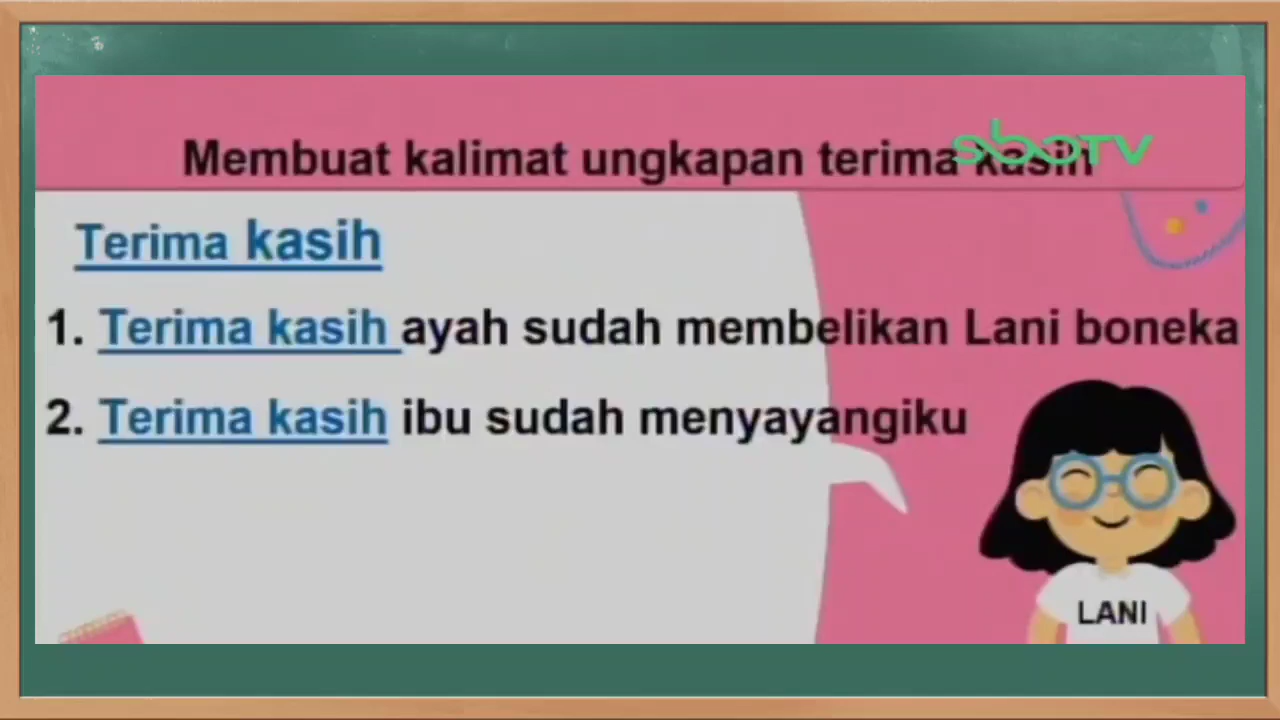 Membuat kalimat ungkapan terima kasih
sboTV
Terima kasih
1. Terima kasih ayah sudah membelikan Lani boneka
2. Terima kasih ibu sudah menyayangiku
LANI